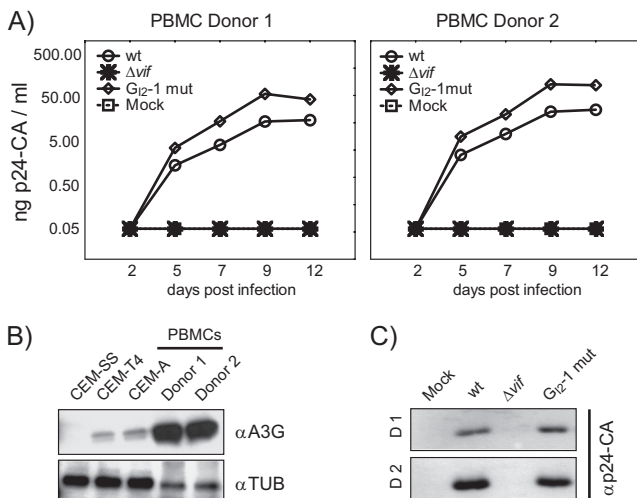 A)
PBMC Donor 1
PBMC Donor 2
ng p24-CA / ml
500.00
50.00
5.00
0.50
0.05
wt
Δvif
G_I2-1 mut
Mock
wt
Δvif
G_I2-1mut
Mock
2 5 7 9 12
2 5 7 9 12
days post infection
days post infection
B)
CEM-SS
CEM-T4
CEM-A
PBMCs
Donor 1
Donor 2
αA3G
αTUB
C)
Mock
wt
Δvif
G_I2-1 mut
D 1
D 2
αp24-CA